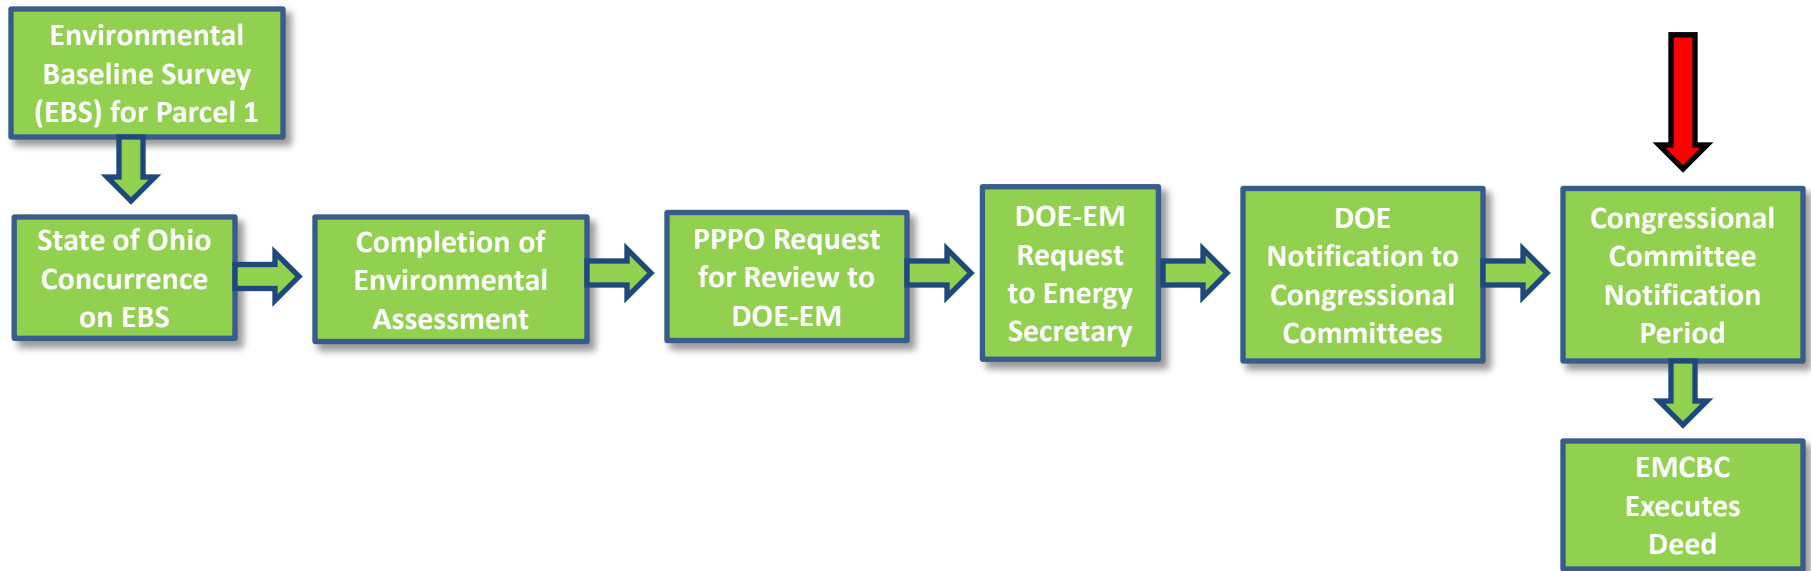 Environmental
Baseline Survey
(EBS) for Parcel 1
State of Ohio
Concurrence
on EBS
Completion of
Environmental
Assessment
PPPO Request
for Review to
DOE-EM
DOE-EM
Request
to Energy
Secretary
DOE
Notification to
Congressional
Committees
Congressional
Committee
Notification
Period
EMCBC
Executes
Deed